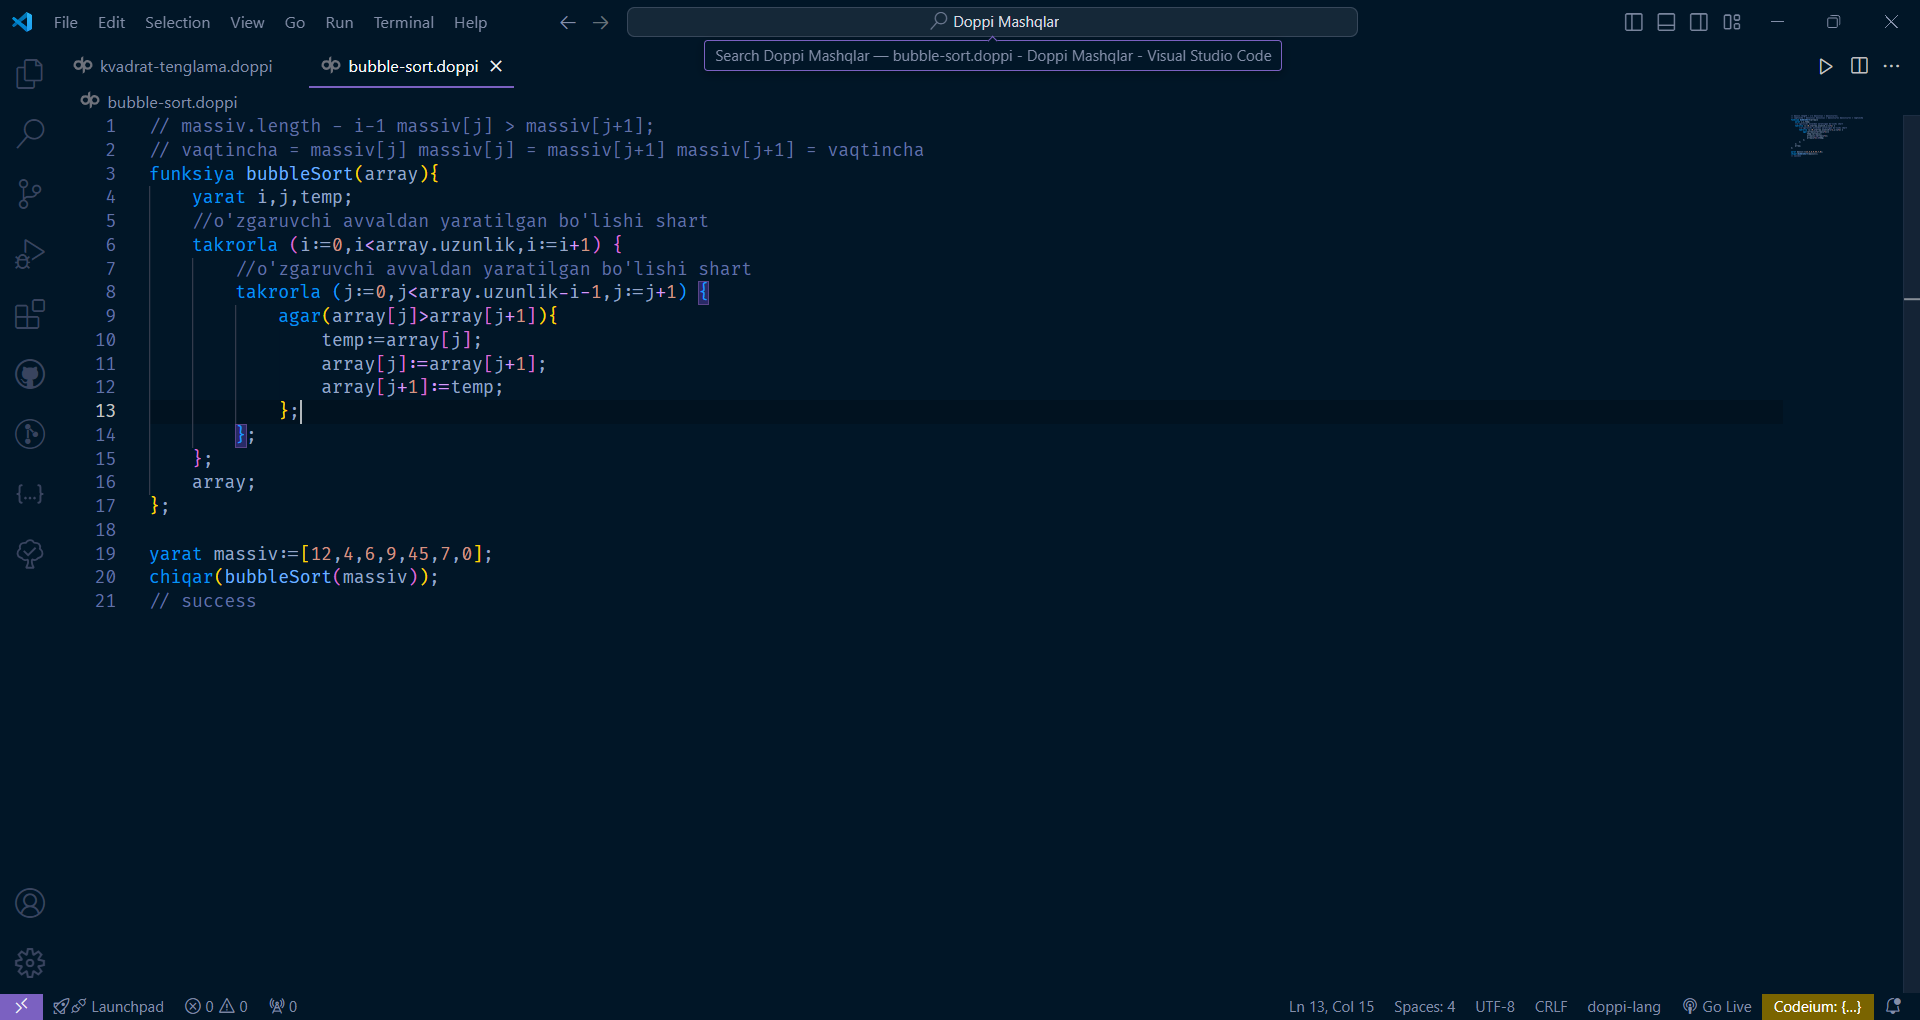 File Edit Selection View Go Run Terminal Help
Doppi Mashqlar
Search Doppi Mashqlar — bubble-sort.doppi - Doppi Mashqlar - Visual Studio Code
dp kvadrat-tenglama.doppi
dp bubble-sort.doppi
dp bubble-sort.doppi
1 // massiv.length - i-1 massiv[j] > massiv[j+1];
2 // vaqtincha = massiv[j] massiv[j] = massiv[j+1] massiv[j+1] = vaqtincha
3 funksiya bubbleSort(array){
4     yarat i,j,temp;
5     //o'zgaruvchi avvaldan yaratilgan bo'lishi shart
6     takrorla (i:=0,i<array.uzunlik,i:=i+1) {
7         //o'zgaruvchi avvaldan yaratilgan bo'lishi shart
8         takrorla (j:=0,j<array.uzunlik-i-1,j:=j+1) {
9             agar(array[j]>array[j+1]){
10                 temp:=array[j];
11                 array[j]:=array[j+1];
12                 array[j+1]:=temp;
13             };
14         };
15     };
16     array;
17 };
18
19 yarat massiv:=[12,4,6,9,45,7,0];
20 chiqar(bubbleSort(massiv));
21 // success
Launchpad 0 0 0
Ln 13, Col 15 Spaces: 4 UTF-8 CRLF doppi-lang Go Live Codeium: {...}